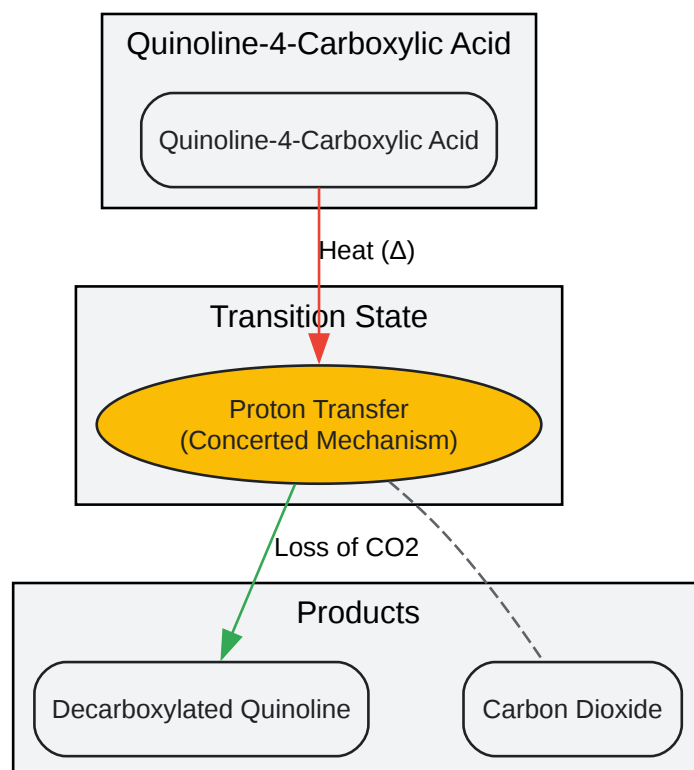 Quinoline-4-Carboxylic Acid
Quinoline-4-Carboxylic Acid
Heat (Δ)
Transition State
Proton Transfer
(Concerted Mechanism)
Loss of CO2
Products
Decarboxylated Quinoline
Carbon Dioxide